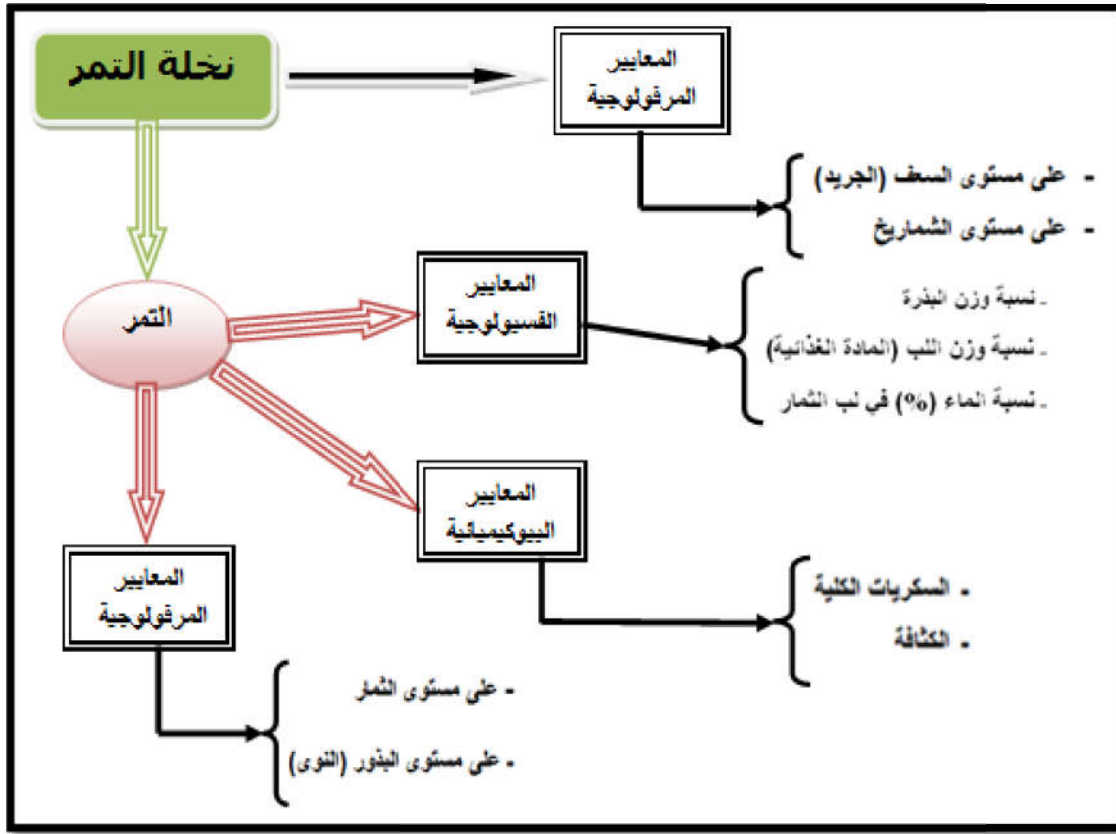 نخلة التمر
المعايير
المرفولوجية
- على مستوى السعف (الجريد)
- على مستوى الشماريخ
التمر
المعايير
الفسيولوجية
- نسبة وزن البذرة
- نسبة وزن اللب (المادة الغذائية)
- نسبة الماء (%) في لب الثمار
المعايير
البيوكيميائية
- السكريات الكلية
- الكثافة
المعايير
المرفولوجية
- على مستوى الثمار
- على مستوى البذور (النوى)